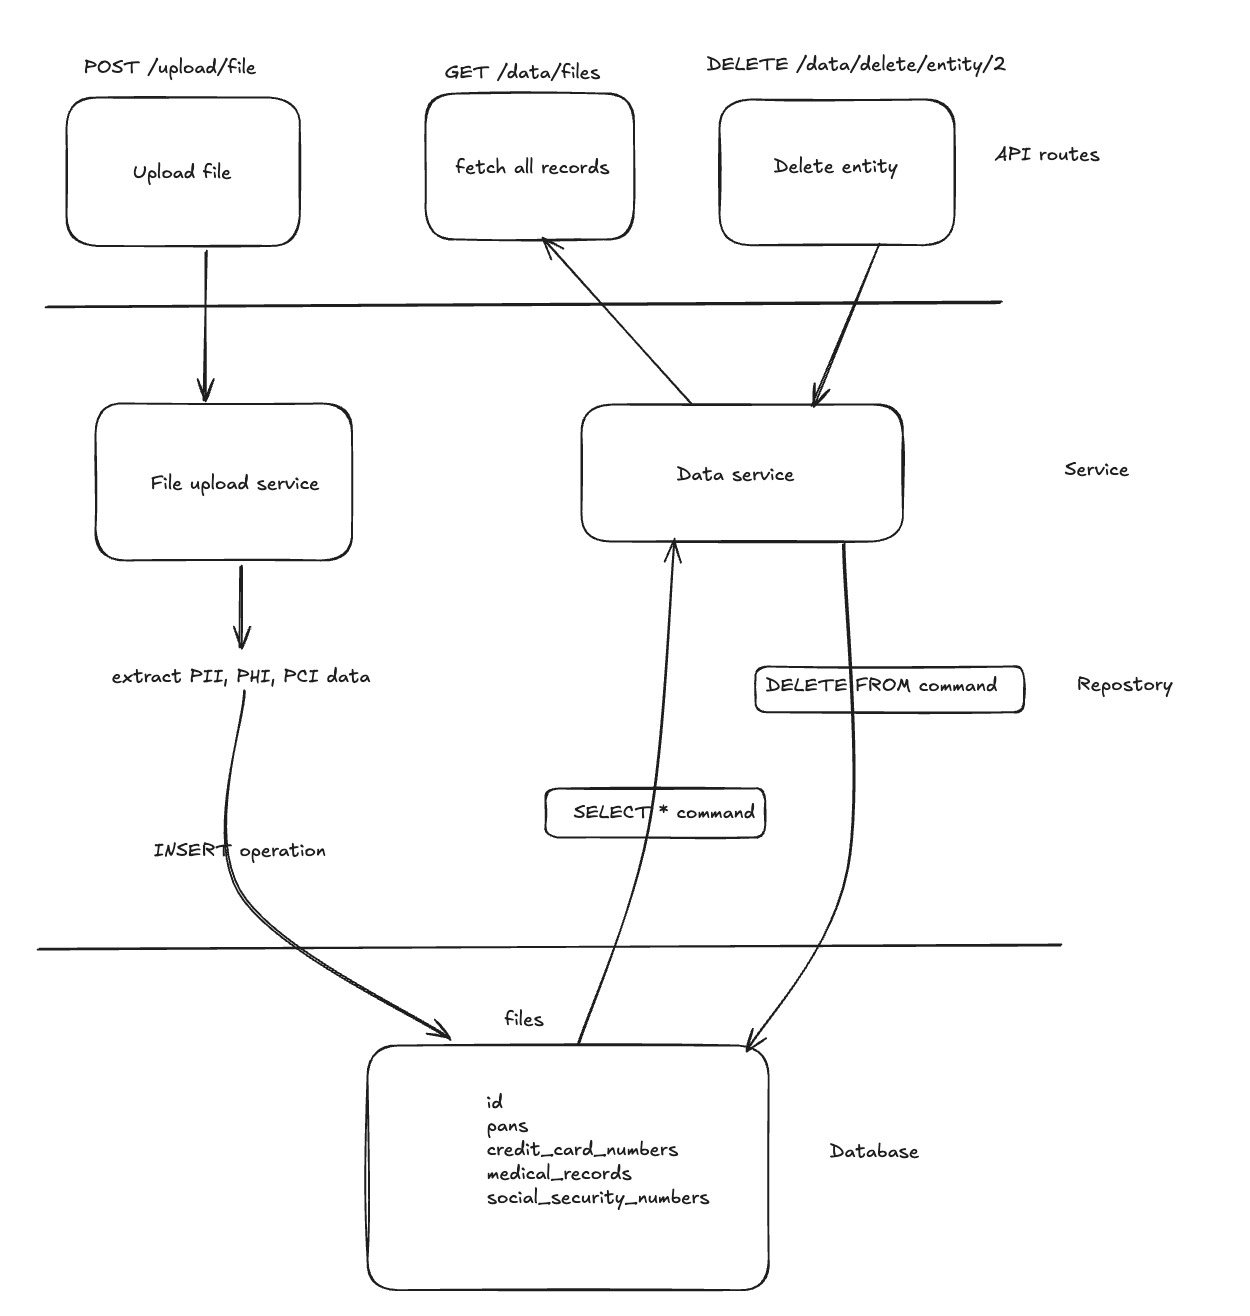 POST /upload/file
GET /data/files
DELETE /data/delete/entity/2
Upload file
fetch all records
Delete entity
API routes
File upload service
Data service
Service
extract PII, PHI, PCI data
DELETE FROM command
Repostory
SELECT * command
INSERT operation
files
id
pans
credit_card_numbers
medical_records
social_security_numbers
Database